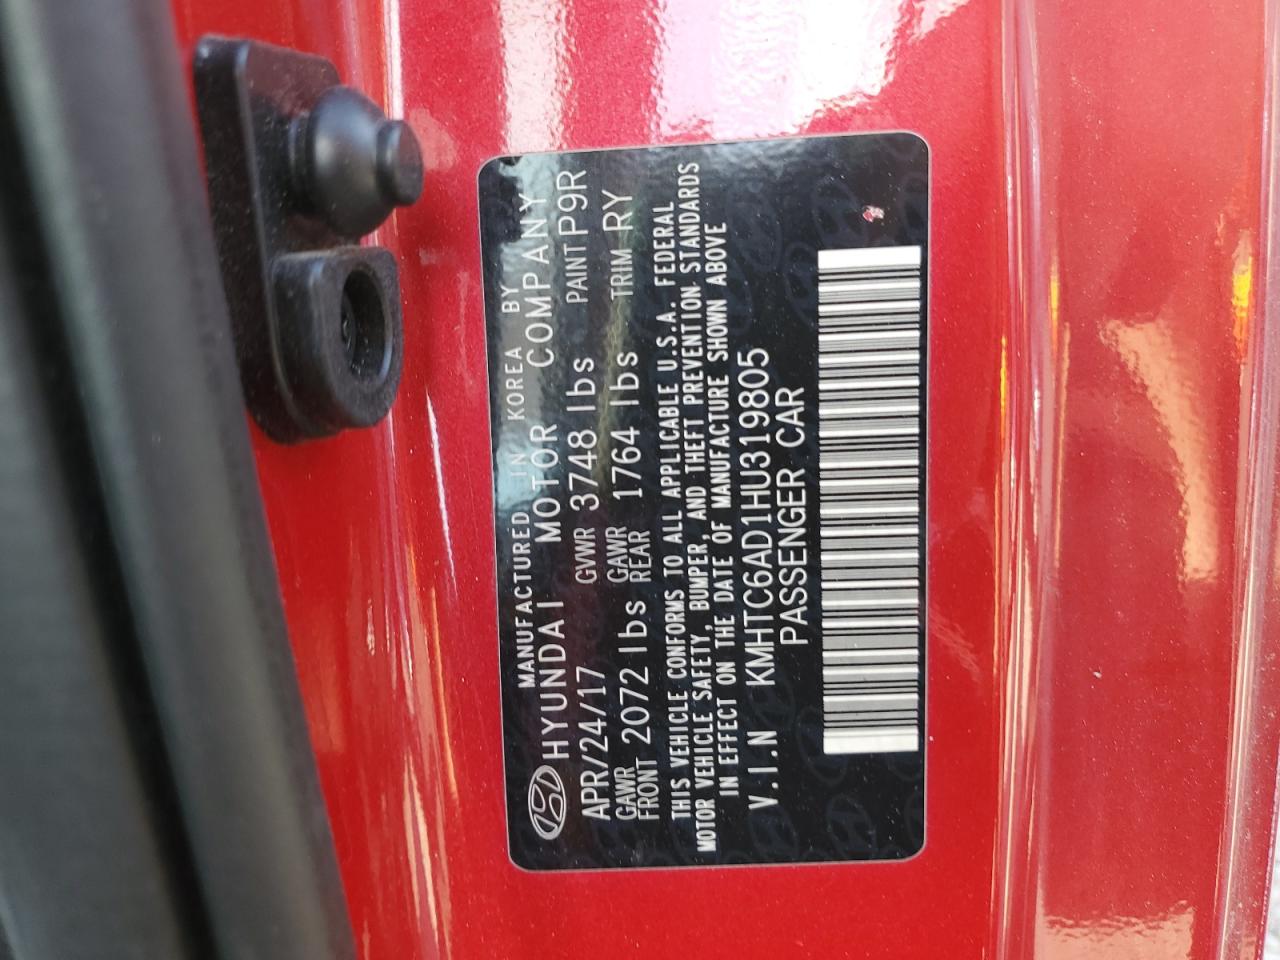 MANUFACTURED IN KOREA BY
HYUNDAI MOTOR COMPANY
APR/24/17 GVWR 3748 lbs PAINT P9R
GAWR FRONT 2072 lbs GAWR REAR 1764 lbs TRIM RY
THIS VEHICLE CONFORMS TO ALL APPLICABLE U.S.A. FEDERAL
MOTOR VEHICLE SAFETY, BUMPER, AND THEFT PREVENTION STANDARDS
IN EFFECT ON THE DATE OF MANUFACTURE SHOWN ABOVE
V.I.N KMHTC6AD1HU319805
PASSENGER CAR